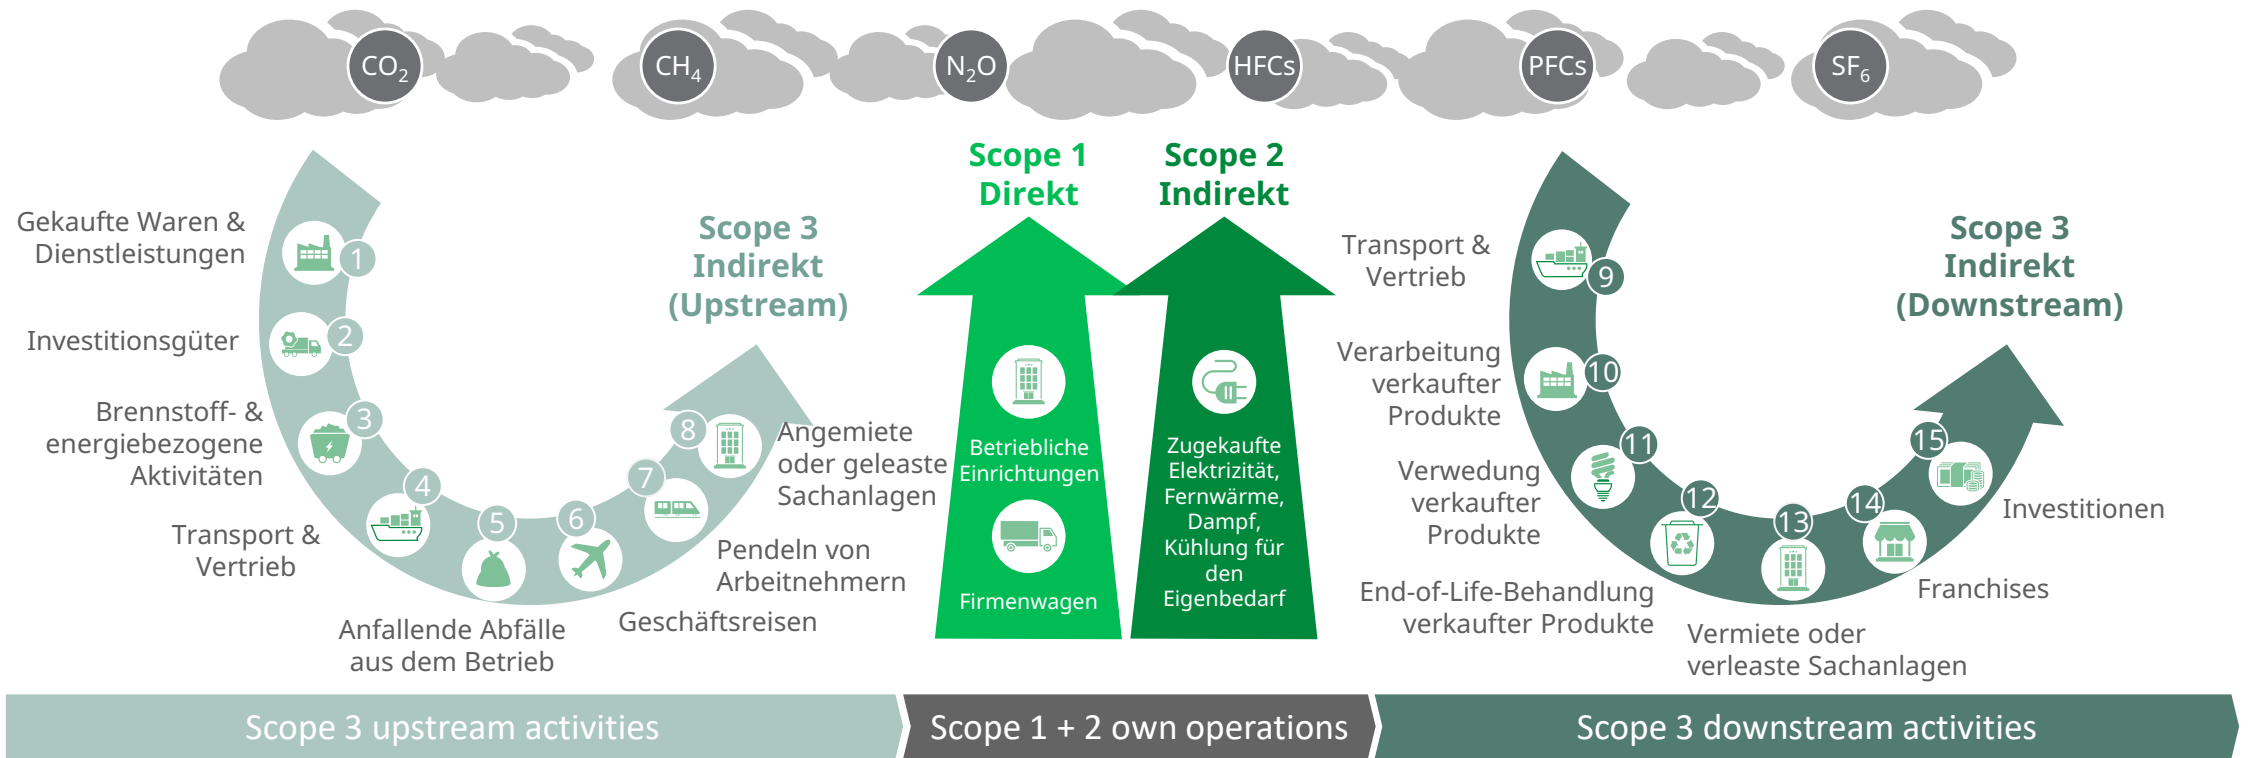 CO₂
CH₄
N₂O
HFCs
PFCs
SF₆
Scope 3
Indirekt
(Upstream)
1
Gekaufte Waren &
Dienstleistungen
2
Investitionsgüter
3
Brennstoff- &
energiebezogene
Aktivitäten
4
Transport &
Vertrieb
5
Anfallende Abfälle
aus dem Betrieb
6
Geschäftsreisen
7
Pendeln von
Arbeitnehmern
8
Angemiete
oder geleaste
Sachanlagen
Scope 1
Direkt
Betriebliche
Einrichtungen
Firmenwagen
Scope 2
Indirekt
Zugekaufte
Elektrizität,
Fernwärme,
Dampf,
Kühlung für
den
Eigenbedarf
Scope 3
Indirekt
(Downstream)
9
Transport &
Vertrieb
10
Verarbeitung
verkaufter
Produkte
11
Verwedung
verkaufter
Produkte
12
End-of-Life-Behandlung
verkaufter Produkte
13
Vermiete oder
verleaste Sachanlagen
14
Franchises
15
Investitionen
Scope 3 upstream activities
Scope 1 + 2 own operations
Scope 3 downstream activities